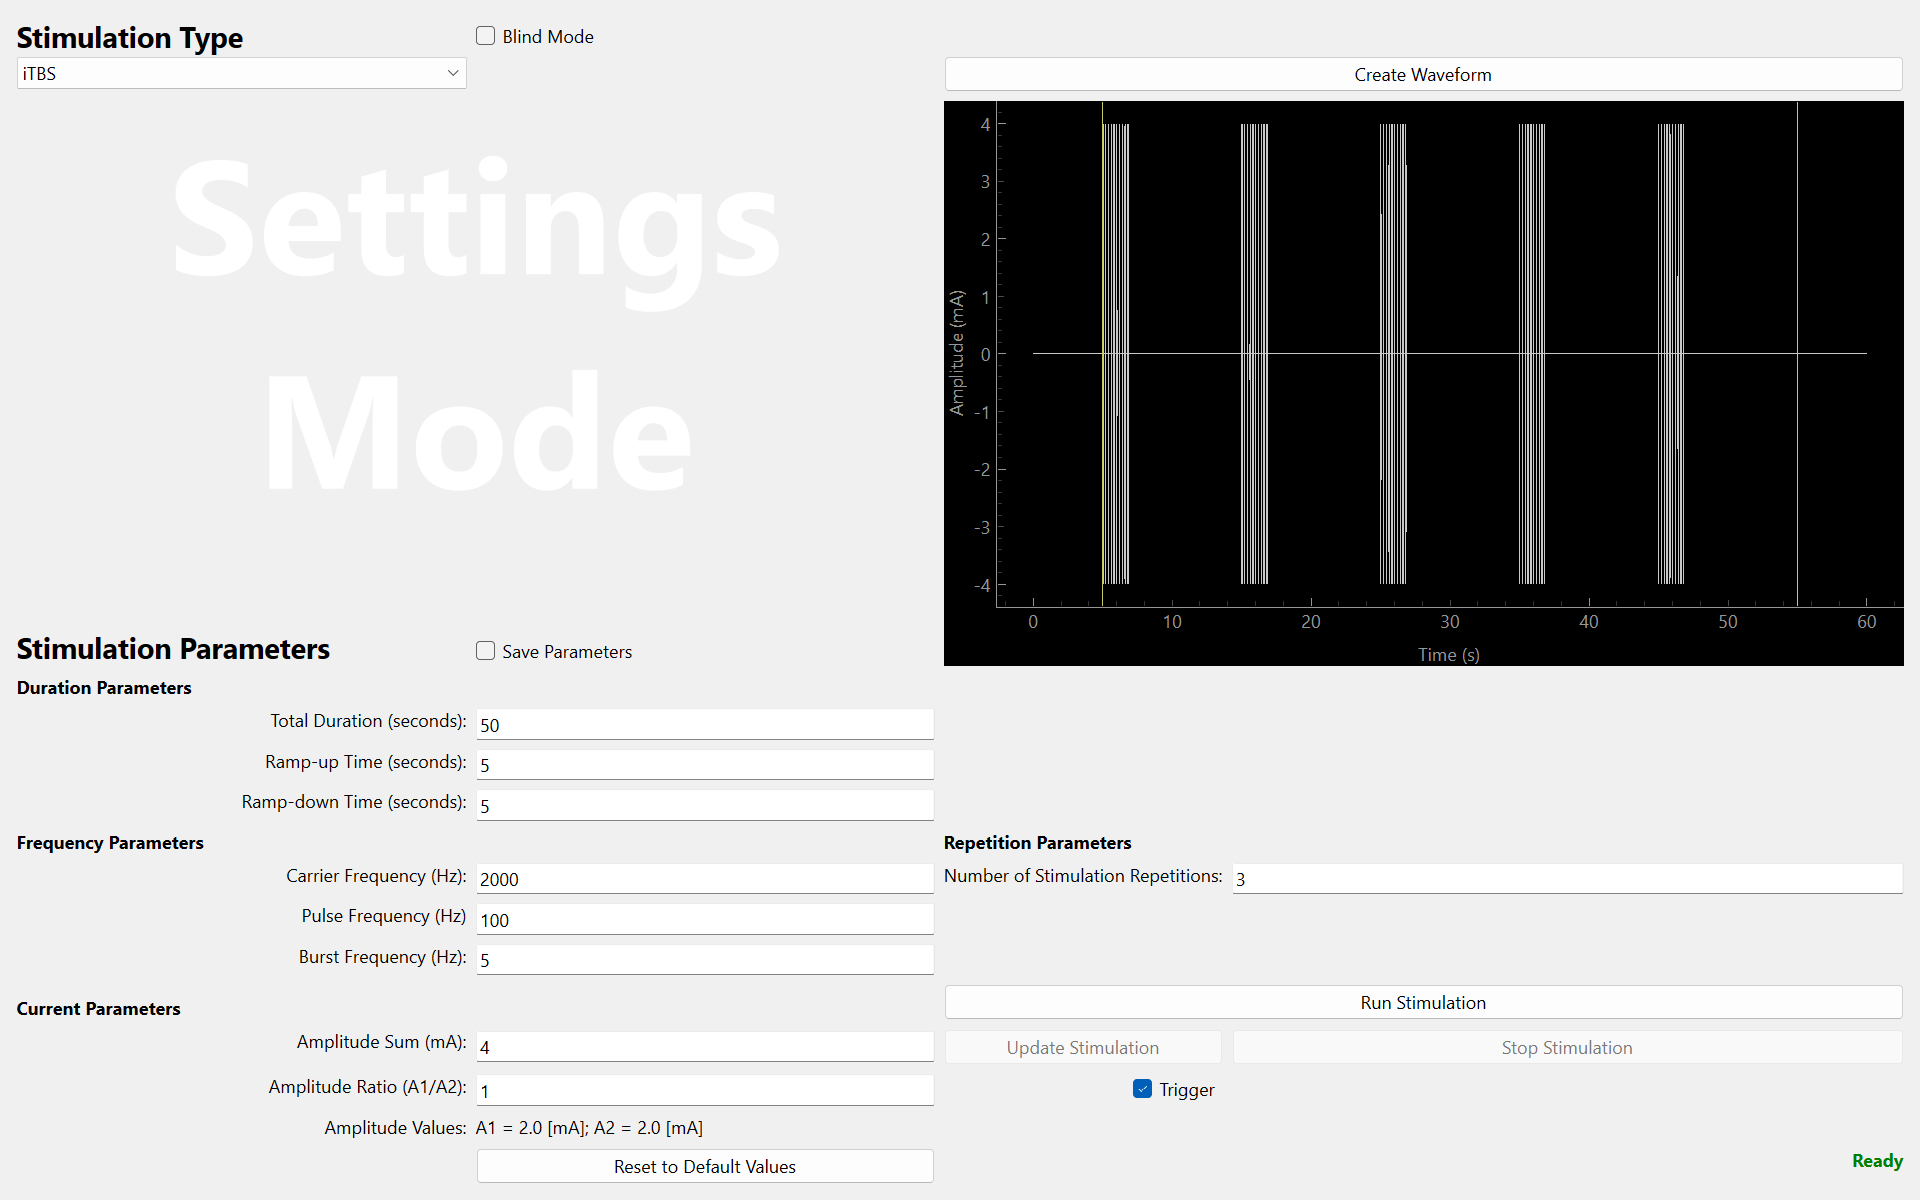 Stimulation Type
Blind Mode
iTBS
Create Waveform
Settings
Mode
4
3
2
1
0
-1
-2
-3
-4
Amplitude (mA)
0 10 20 30 40 50 60
Time (s)
Stimulation Parameters
Save Parameters
Duration Parameters
Total Duration (seconds): 50
Ramp-up Time (seconds): 5
Ramp-down Time (seconds): 5
Frequency Parameters
Carrier Frequency (Hz): 2000
Pulse Frequency (Hz) 100
Burst Frequency (Hz): 5
Repetition Parameters
Number of Stimulation Repetitions: 3
Current Parameters
Amplitude Sum (mA): 4
Amplitude Ratio (A1/A2): 1
Amplitude Values: A1 = 2.0 [mA]; A2 = 2.0 [mA]
Reset to Default Values
Run Stimulation
Update Stimulation
Stop Stimulation
Trigger
Ready